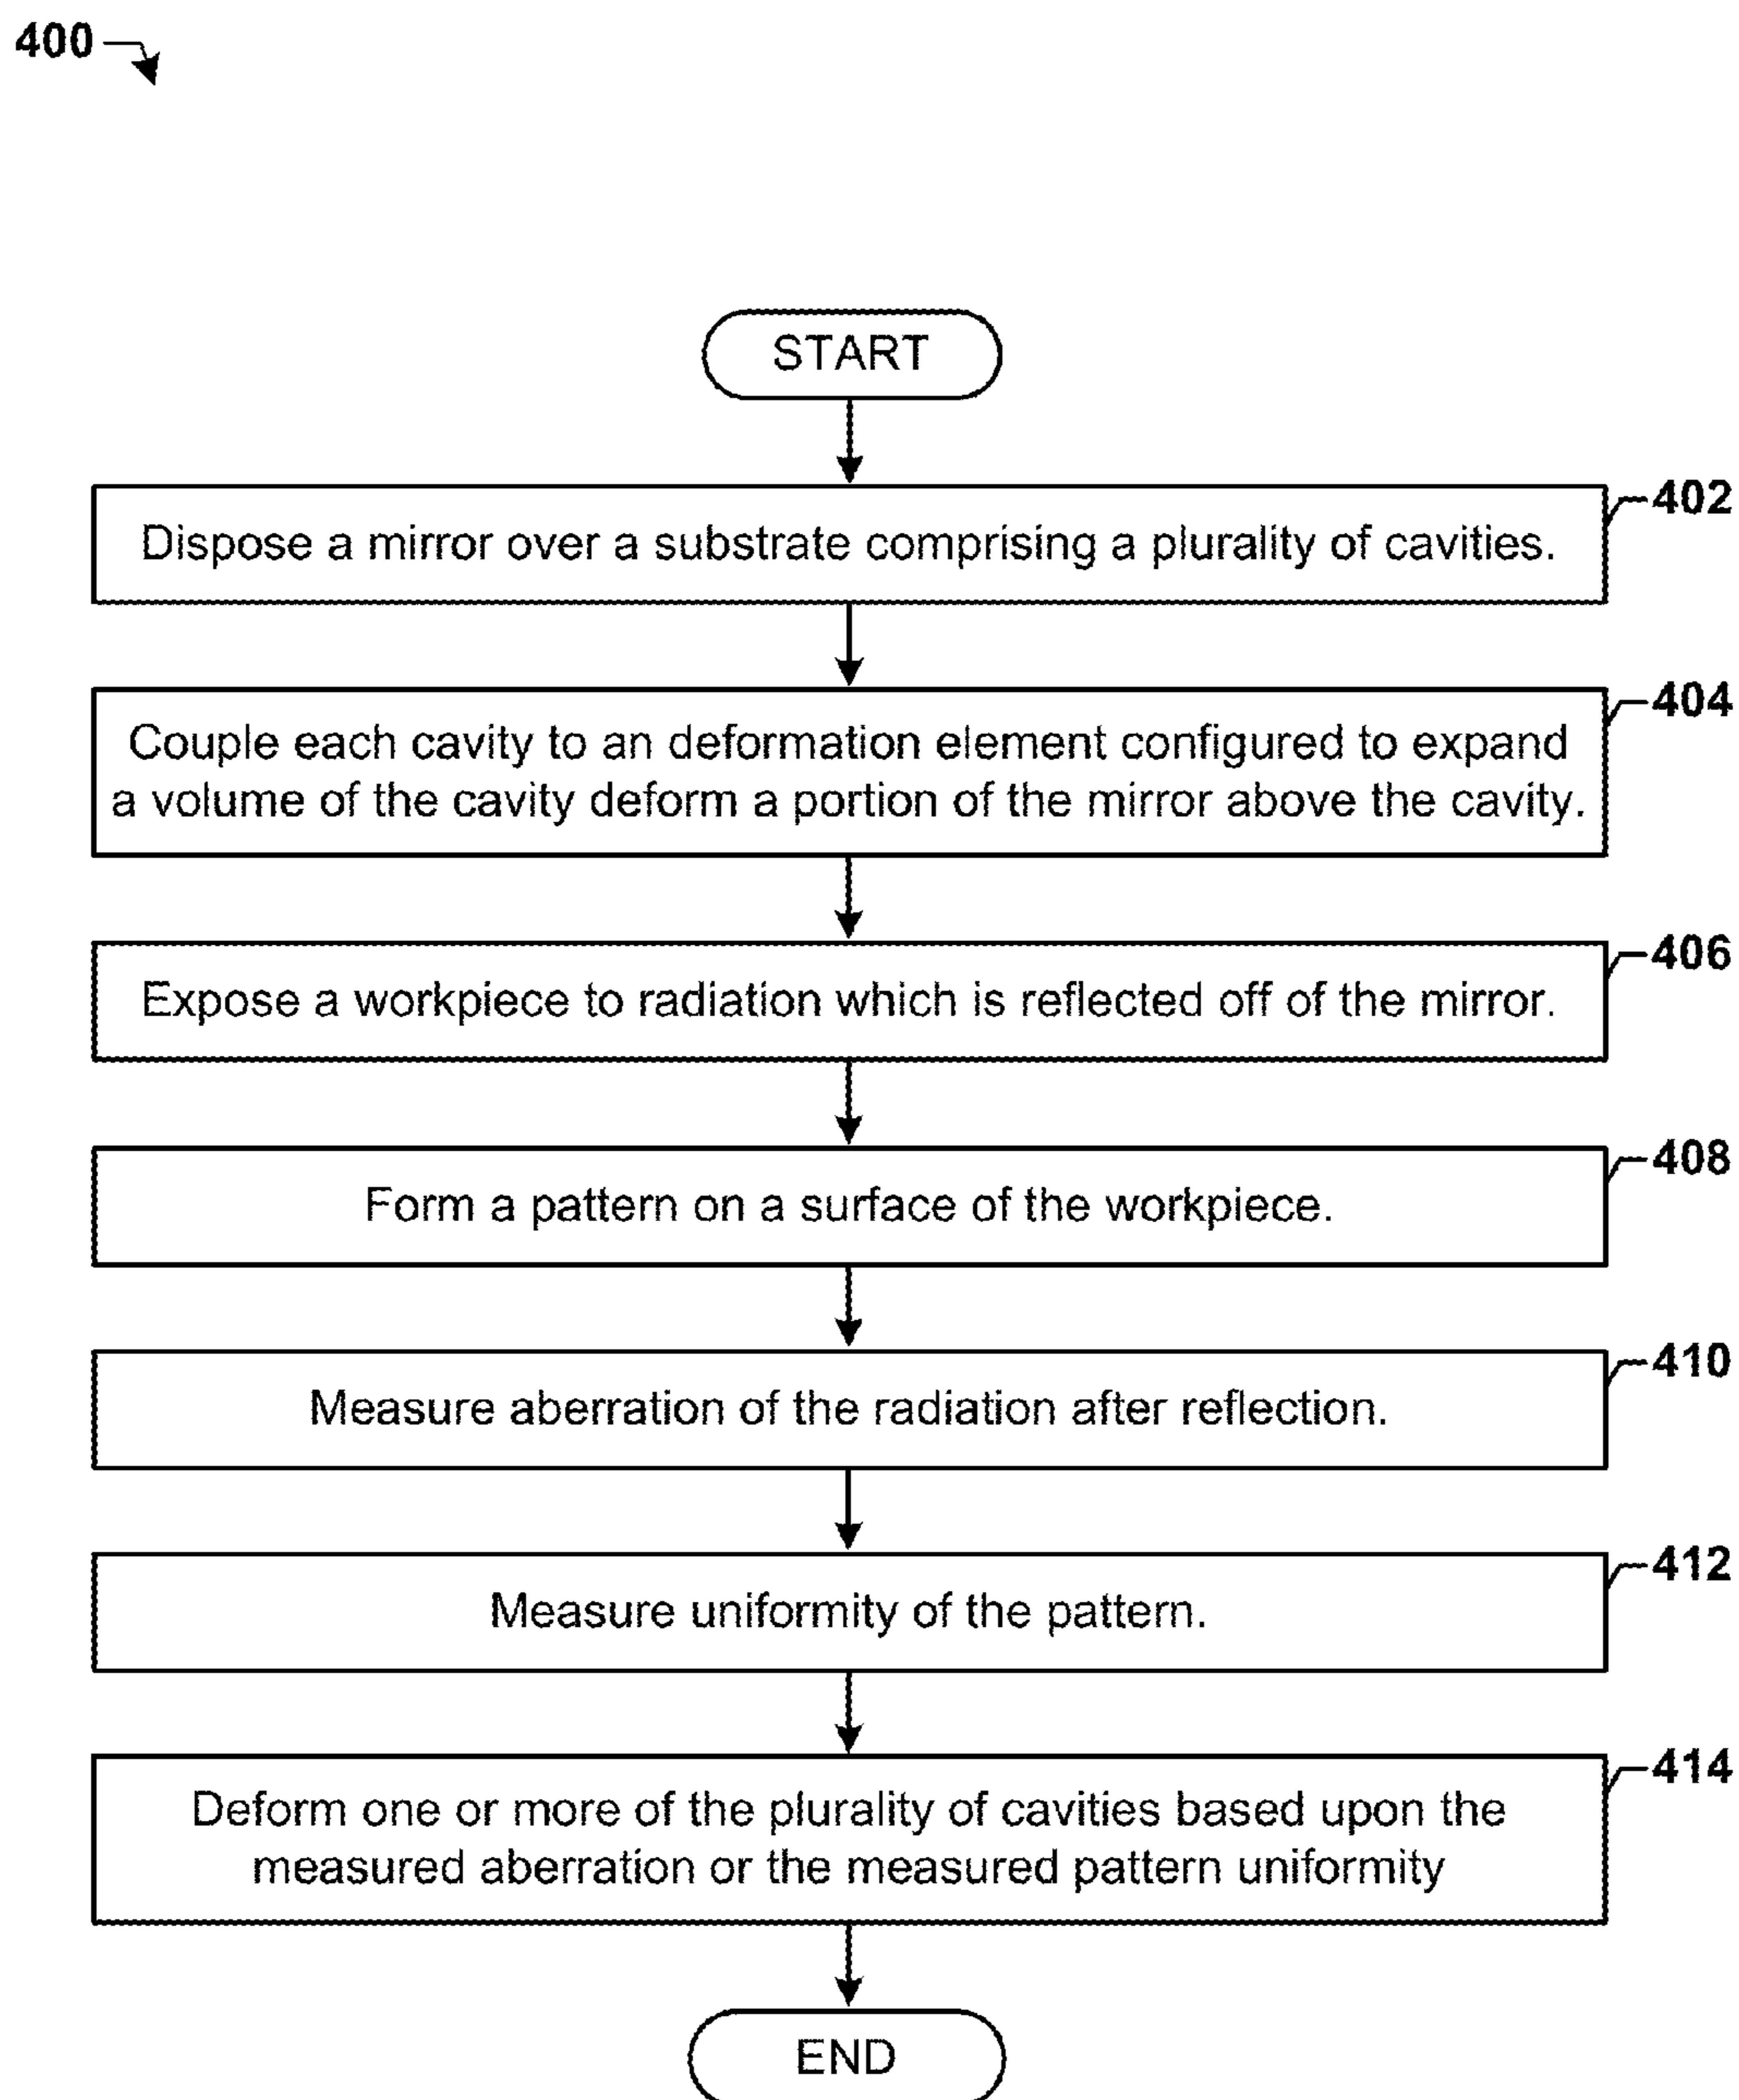 400
START
402
Dispose a mirror over a substrate comprising a plurality of cavities.
404
Couple each cavity to an deformation element configured to expand
a volume of the cavity deform a portion of the mirror above the cavity.
406
Expose a workpiece to radiation which is reflected off of the mirror.
408
Form a pattern on a surface of the workpiece.
410
Measure aberration of the radiation after reflection.
412
Measure uniformity of the pattern.
414
Deform one or more of the plurality of cavities based upon the
measured aberration or the measured pattern uniformity
END